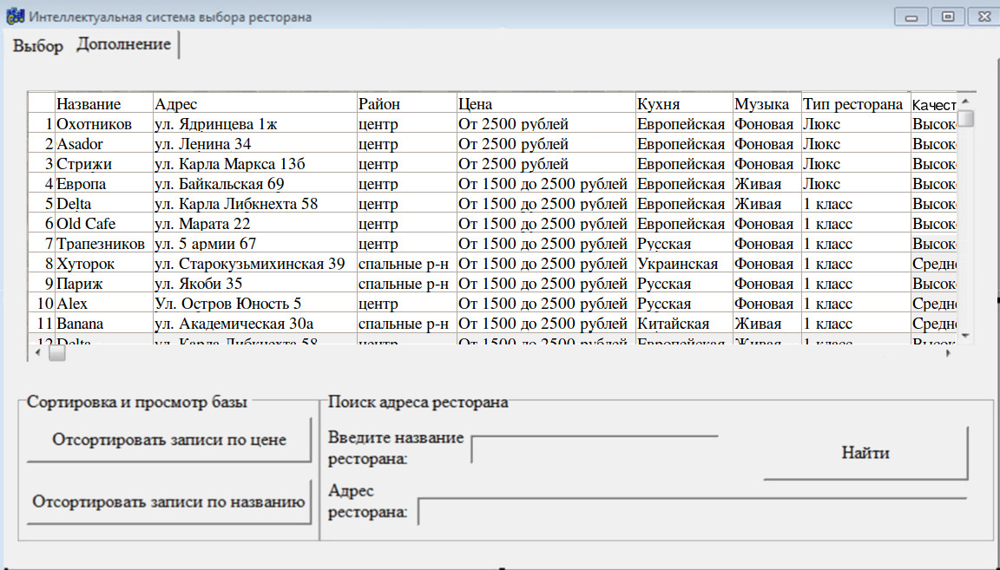 Интеллектуальная система выбора ресторана
Выбор Дополнение
Название Адрес Район Цена Кухня Музыка Тип ресторана Качест
1 Охотников ул. Ядринцева 1ж центр От 2500 рублей Европейская Фоновая Люкс Высок
2 Asador ул. Ленина 34 центр От 2500 рублей Европейская Фоновая Люкс Высок
3 Стрижи ул. Карла Маркса 13б центр От 2500 рублей Европейская Фоновая Люкс Высок
4 Европа ул. Байкальская 69 центр От 1500 до 2500 рублей Европейская Живая Люкс Высок
5 Delta ул. Карла Либкнехта 58 центр От 1500 до 2500 рублей Европейская Живая 1 класс Высок
6 Old Cafe ул. Марата 22 центр От 1500 до 2500 рублей Европейская Фоновая 1 класс Высок
7 Трапезников ул. 5 армии 67 центр От 1500 до 2500 рублей Русская Фоновая 1 класс Высок
8 Хуторок ул. Старокузьмихинская 39 спальные р-н От 1500 до 2500 рублей Украинская Фоновая 1 класс Средн
9 Париж ул. Якоби 35 спальные р-н От 1500 до 2500 рублей Русская Фоновая 1 класс Высок
10 Alex Ул. Остров Юность 5 центр От 1500 до 2500 рублей Русская Фоновая 1 класс Средн
11 Banana ул. Академическая 30а спальные р-н От 1500 до 2500 рублей Китайская Живая 1 класс Средн
12 Delta ул. Карла Либкнехта 58 центр От 1500 до 2500 рублей Европейская Живая 1 класс Высок
Сортировка и просмотр базы
Отсортировать записи по цене
Отсортировать записи по названию
Поиск адреса ресторана
Введите название
ресторана:
Найти
Адрес
ресторана: